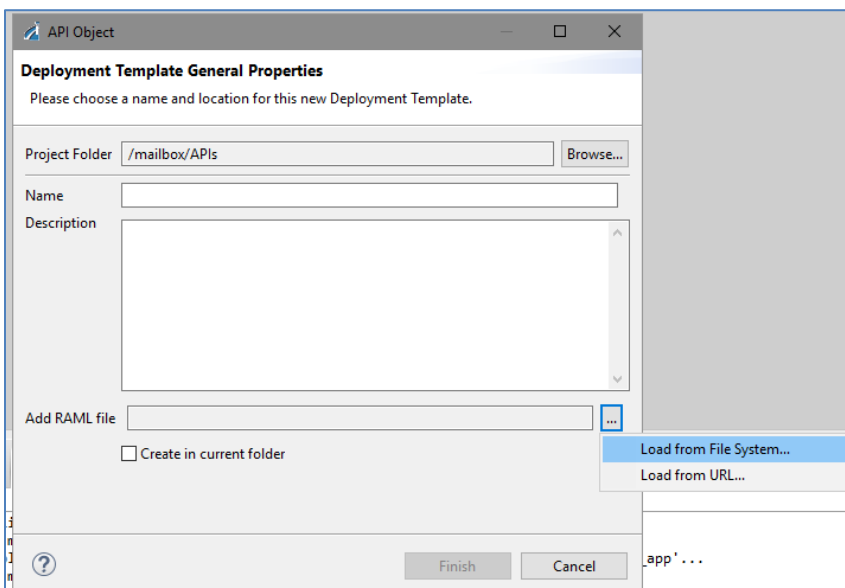 API Object
Deployment Template General Properties
Please choose a name and location for this new Deployment Template.
Project Folder /mailbox/APIs Browse...
Name
Description
Add RAML file ...
Create in current folder
Load from File System...
Load from URL...
_app'...
? Finish Cancel